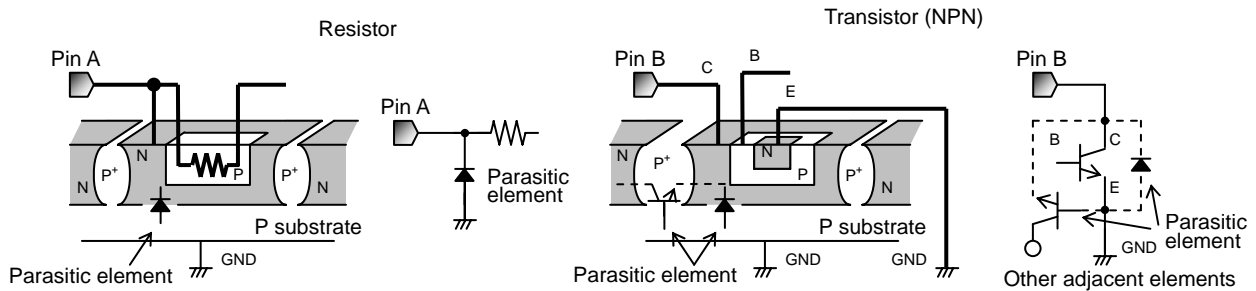 Resistor
Transistor (NPN)
Pin A
Pin A
Pin B
C
B
E
Pin B
N
P+
N
P
P+
N
Parasitic element
P substrate
GND
Parasitic element
N
P+
N
P
P+
N
P substrate
GND
GND
Parasitic element
B
C
E
GND
Parasitic element
Other adjacent elements